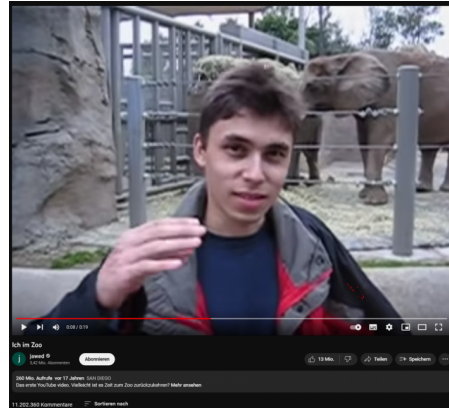 0:08 / 0:19
Ich im Zoo
j
jawed
3,42 Mio. Abonnenten
Abonnieren
13 Mio.
Teilen
Speichern
260 Mio. Aufrufe vor 17 Jahren SAN DIEGO
Das erste YouTube video. Vielleicht ist es Zeit zum Zoo zurückzukehren? Mehr ansehen
11.202.360 Kommentare
Sortieren nach